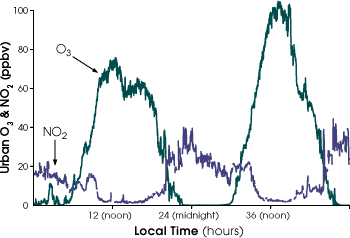 100
80
60
40
20
0
Urban O₃ & NO₂ (ppbv)
O₃
NO₂
12 (noon)
24 (midnight)
36 (noon)
Local Time (hours)